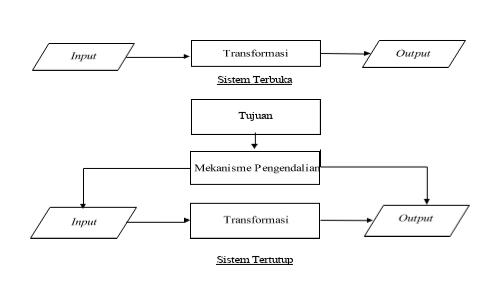 Input
Transformasi
Output
Sistem Terbuka
Tujuan
Mekanisme Pengendalian
Input
Transformasi
Output
Sistem Tertutup